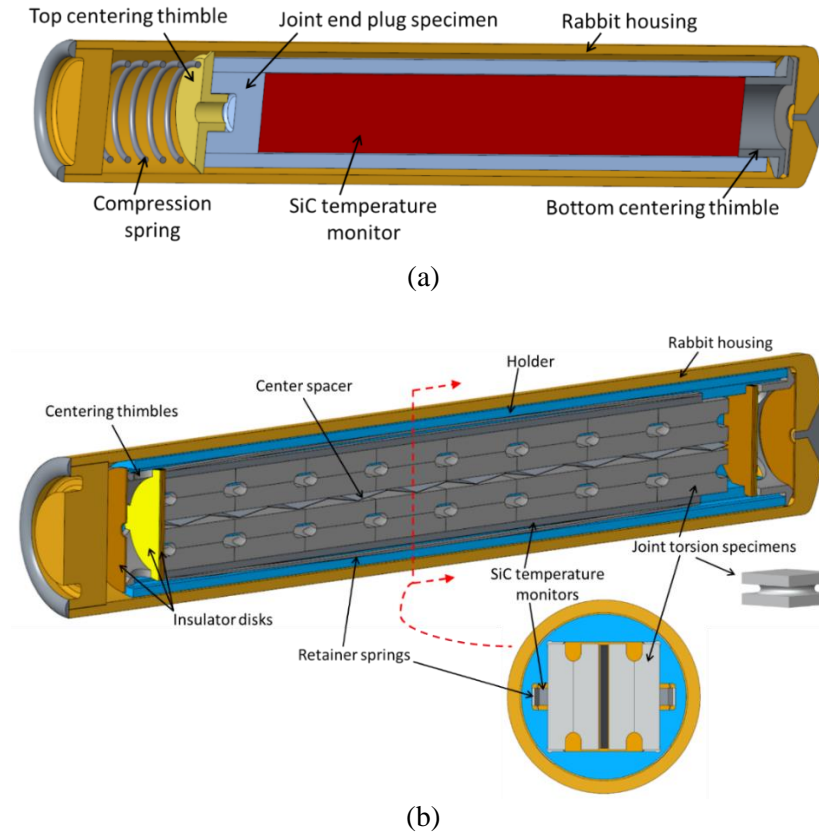 Top centering thimble
Joint end plug specimen
Rabbit housing
Compression
spring
SiC temperature
monitor
Bottom centering thimble
(a)
Rabbit housing
Holder
Center spacer
Centering thimbles
Joint torsion specimens
SiC temperature
monitors
Insulator disks
Retainer springs
(b)